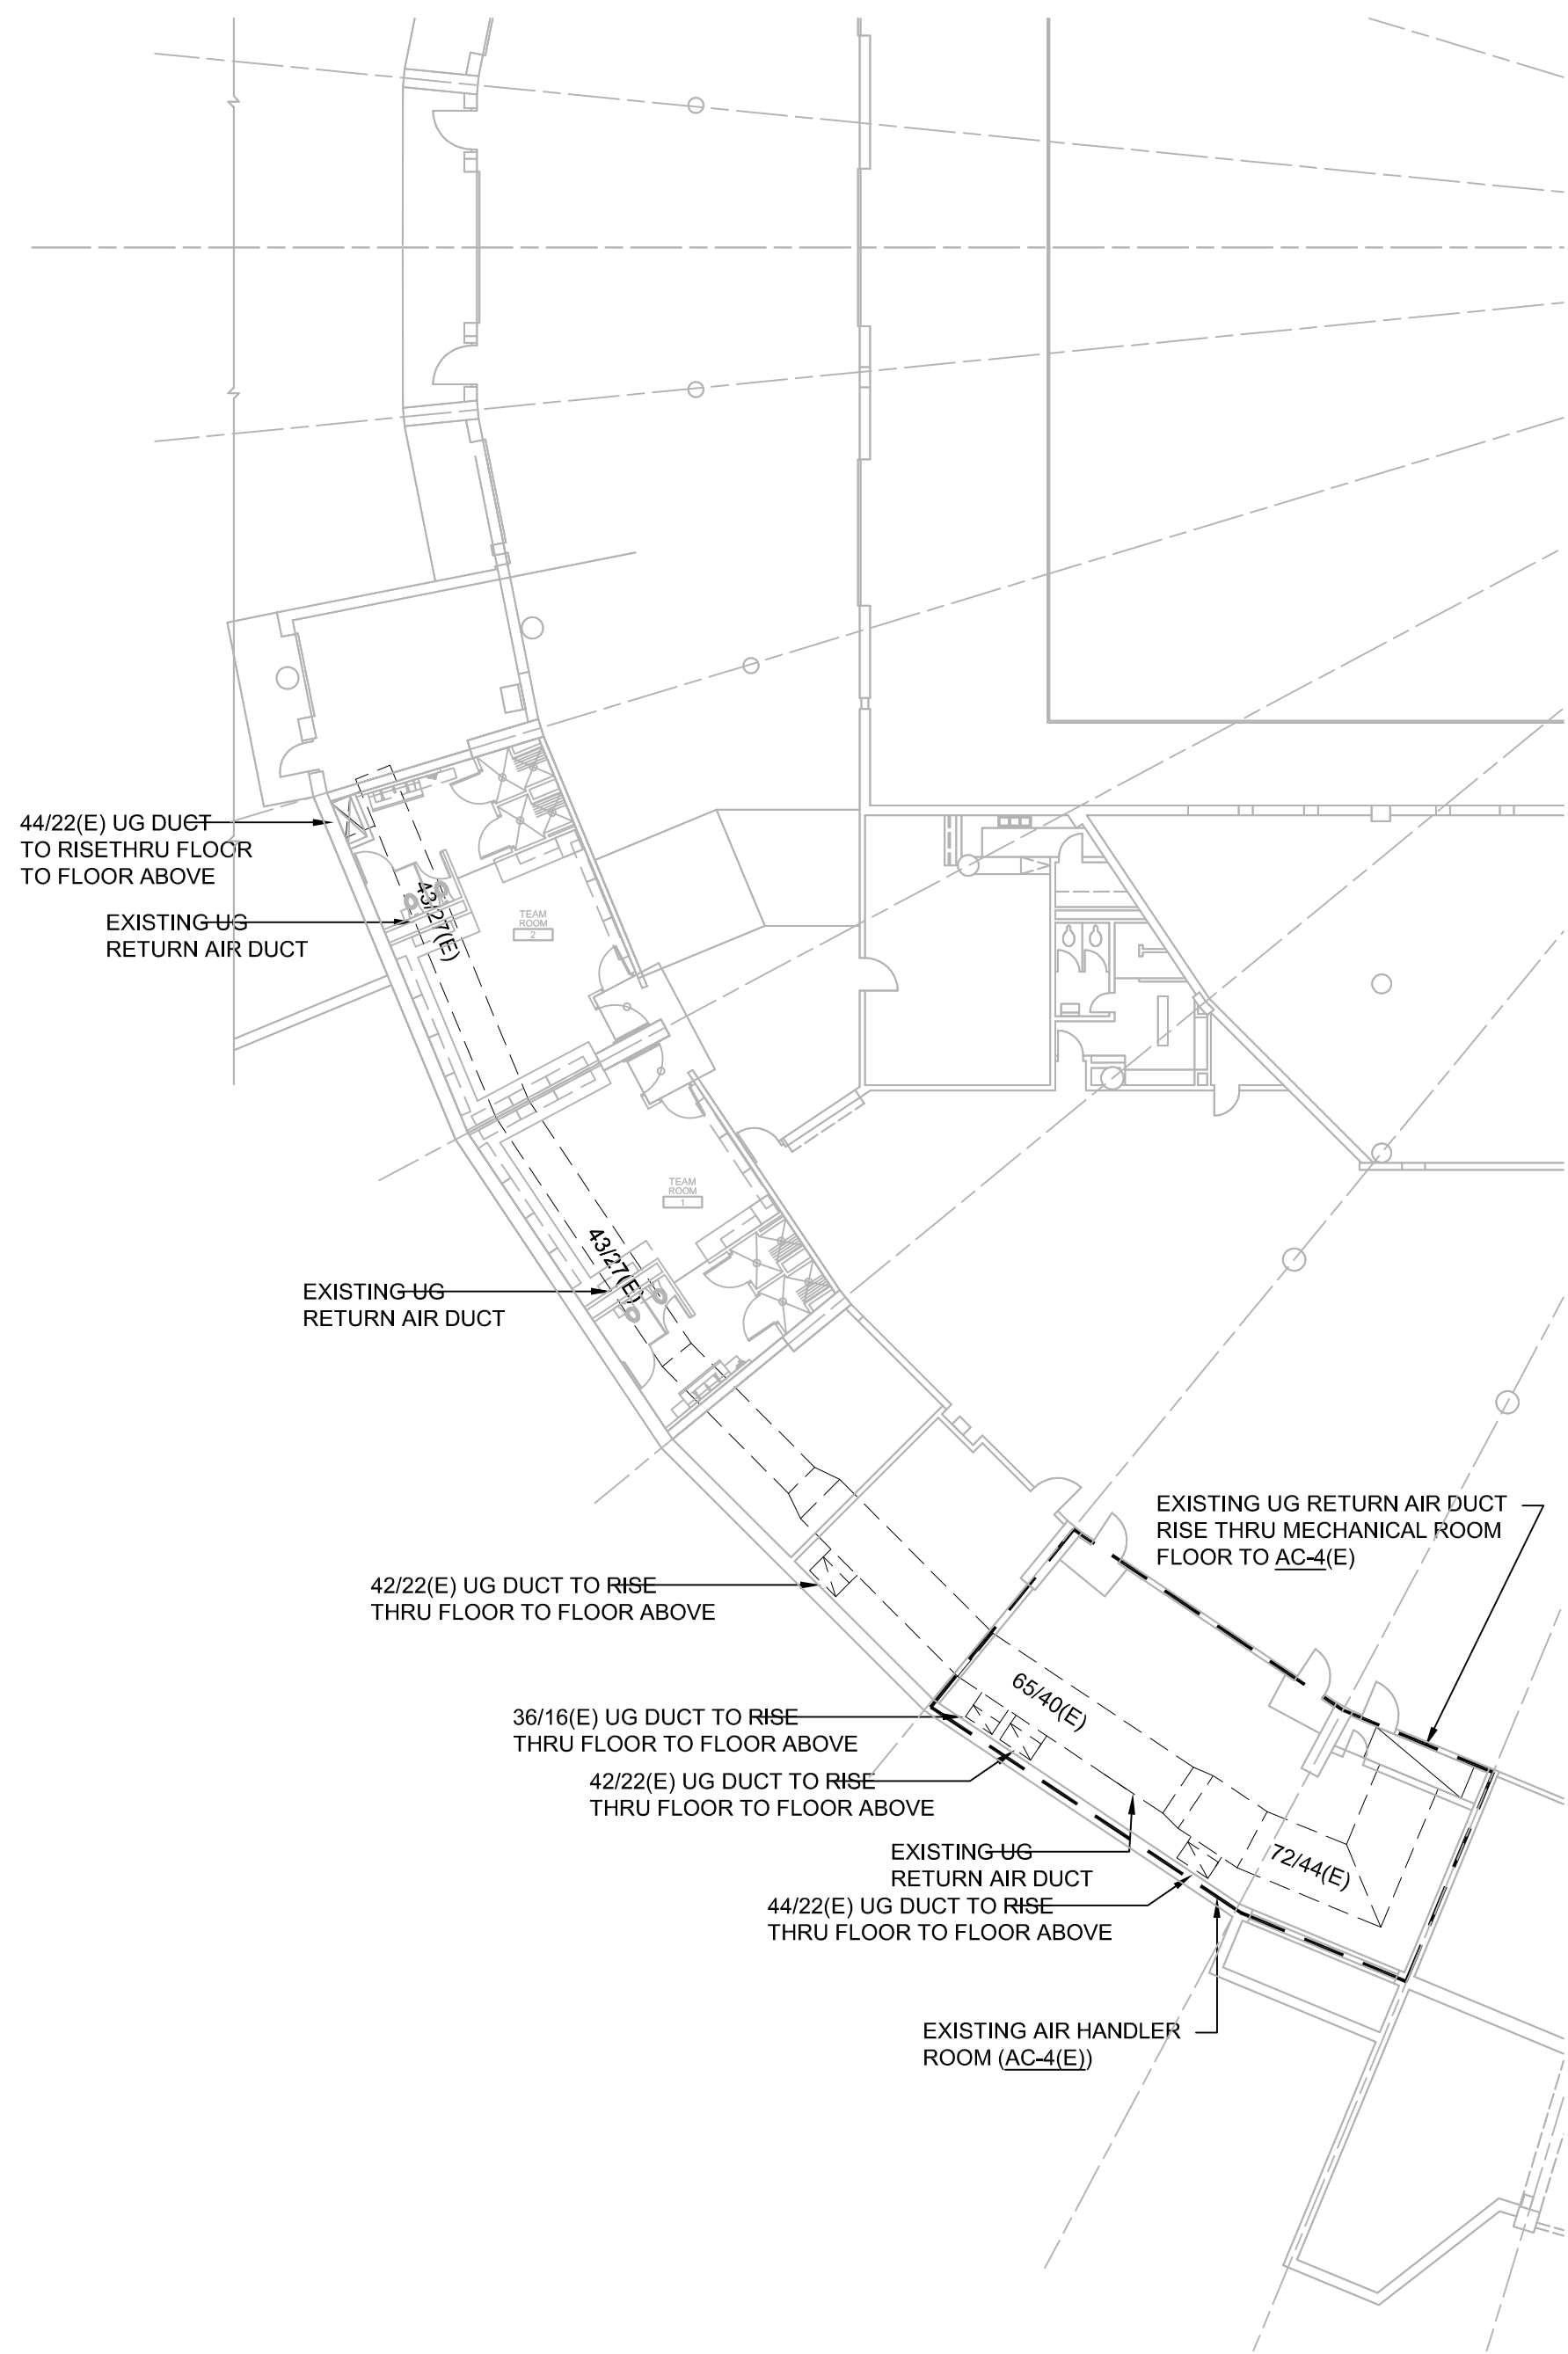 44/22(E) UG DUCT
TO RISETHRU FLOOR
TO FLOOR ABOVE
EXISTING UG
RETURN AIR DUCT
43/27(E)
TEAM
ROOM
2
TEAM
ROOM
1
43/27(E)
EXISTING UG
RETURN AIR DUCT
EXISTING UG RETURN AIR DUCT
RISE THRU MECHANICAL ROOM
FLOOR TO AC-4(E)
42/22(E) UG DUCT TO RISE
THRU FLOOR TO FLOOR ABOVE
65/40(E)
36/16(E) UG DUCT TO RISE
THRU FLOOR TO FLOOR ABOVE
42/22(E) UG DUCT TO RISE
THRU FLOOR TO FLOOR ABOVE
EXISTING UG
RETURN AIR DUCT
72/44(E)
44/22(E) UG DUCT TO RISE
THRU FLOOR TO FLOOR ABOVE
EXISTING AIR HANDLER
ROOM (AC-4(E))